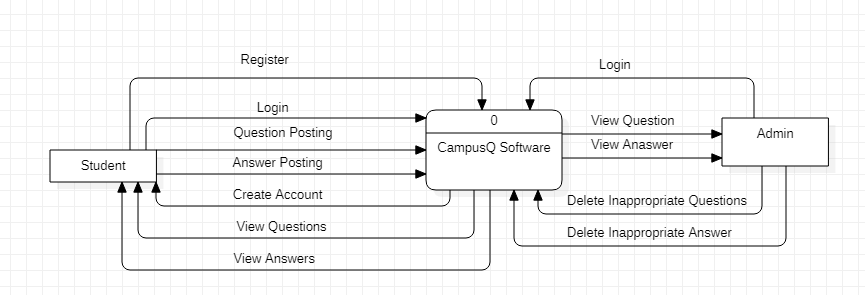 Register
Login
Login
0
View Question
Question Posting
Admin
CampusQ Software
View Anaswer
Student
Answer Posting
Create Account
Delete Inappropriate Questions
View Questions
Delete Inappropriate Answer
View Answers